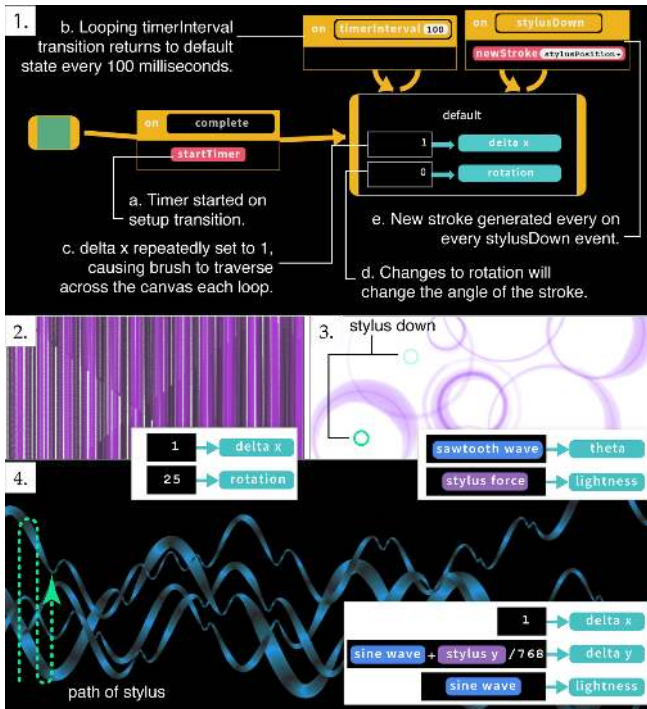 1.
b. Looping timerInterval
transition returns to default
state every 100 milliseconds.
on timerInterval 100
on stylusDown
newStroke stylusPosition
on complete
startTimer
default
1 delta x
0 rotation
a. Timer started on
setup transition.
c. delta x repeatedly set to 1,
causing brush to traverse
across the canvas each loop.
e. New stroke generated every on
every stylusDown event.
d. Changes to rotation will
change the angle of the stroke.
2.
1 delta x
25 rotation
3.
stylus down
sawtooth wave theta
stylus force lightness
4.
path of stylus
1 delta x
sine wave + stylus y /768 delta y
sine wave lightness